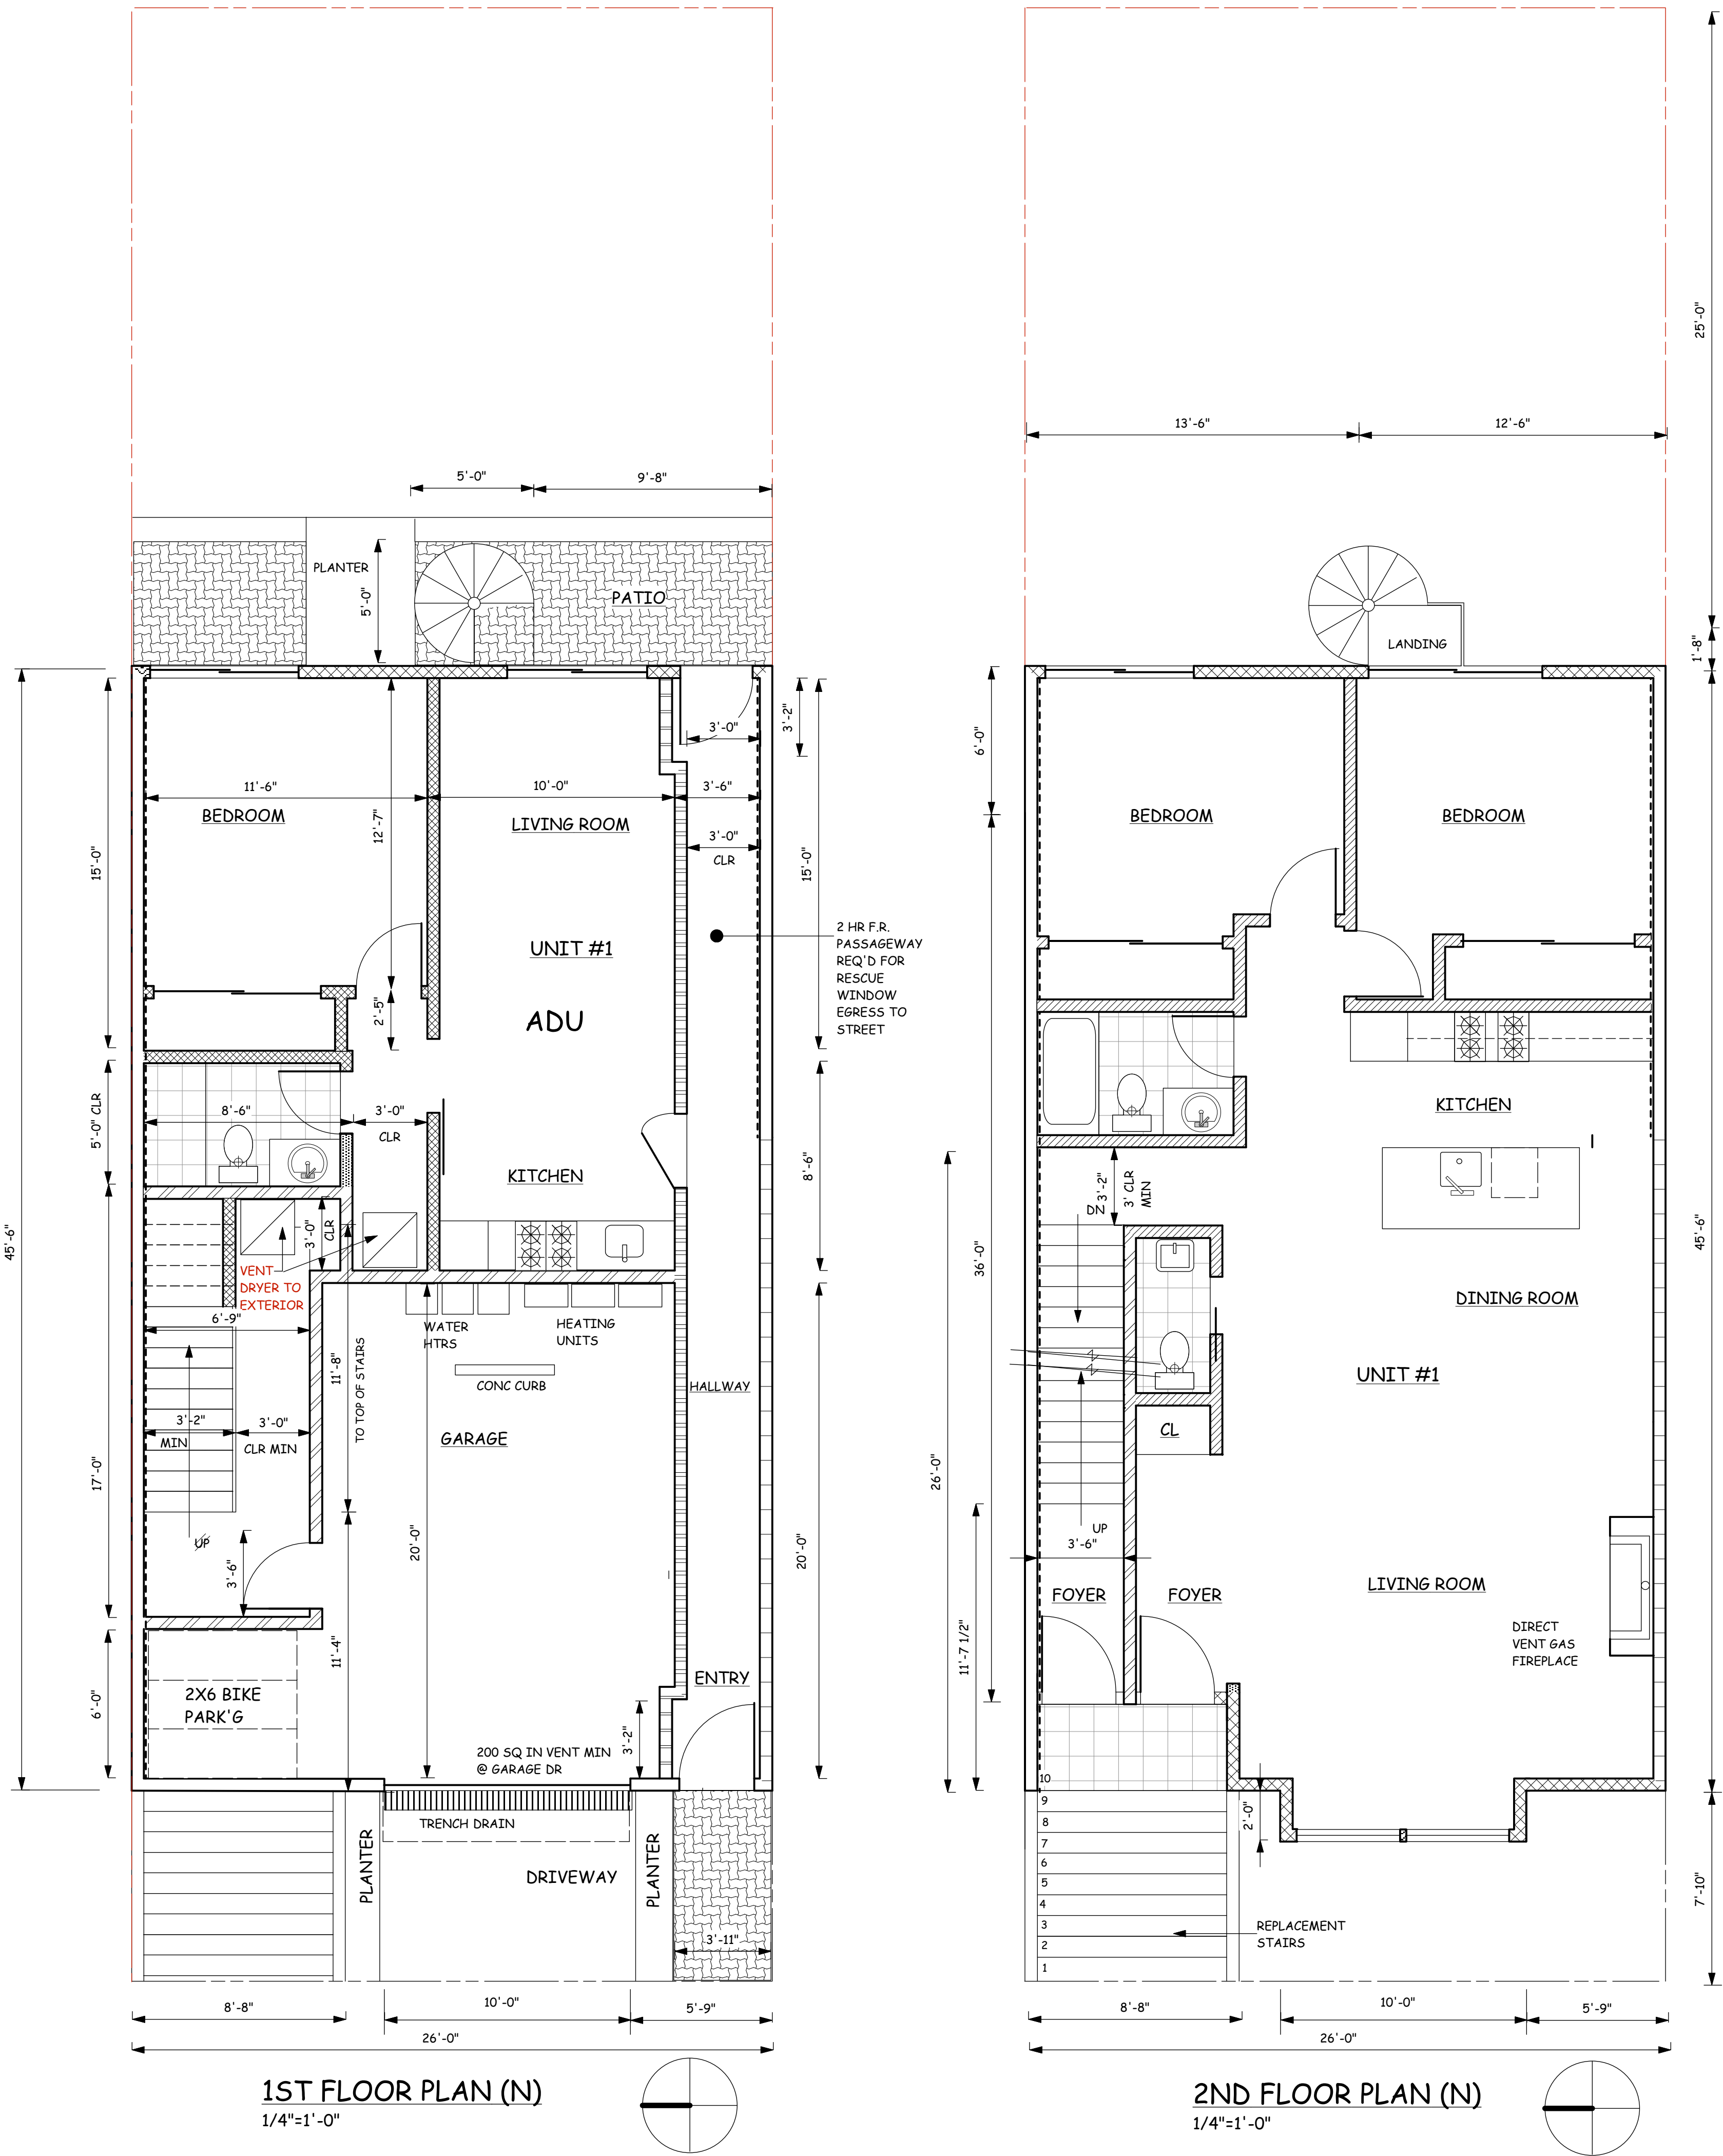 5'-0"
9'-8"
PLANTER
5'-0"
PATIO
3'-0"
3'-2"
11'-6"
10'-0"
3'-6"
BEDROOM
LIVING ROOM
12'-7"
3'-0"
CLR
15'-0"
15'-0"
2 HR F.R.
PASSAGEWAY
REQ'D FOR
RESCUE
WINDOW
EGRESS TO
STREET
UNIT #1
ADU
2'-5"
5'-0" CLR
8'-6"
3'-0"
CLR
8'-6"
KITCHEN
45'-6"
3'-0"
CLR
VENT
DRYER TO
EXTERIOR
6'-9"
WATER
HTRS
HEATING
UNITS
11'-8"
TO TOP OF STAIRS
CONC CURB
HALLWAY
3'-2"
MIN
3'-0"
CLR MIN
GARAGE
17'-0"
UP
3'-6"
20'-0"
20'-0"
11'-4"
ENTRY
6'-0"
2X6 BIKE
PARK'G
200 SQ IN VENT MIN
@ GARAGE DR
3'-2"
TRENCH DRAIN
PLANTER
DRIVEWAY
PLANTER
3'-11"
8'-8"
10'-0"
5'-9"
26'-0"
1ST FLOOR PLAN (N)
1/4"=1'-0"
25'-0"
13'-6"
12'-6"
LANDING
1'-8"
6'-0"
BEDROOM
BEDROOM
KITCHEN
3'-2"
3' CLR
MIN
DN
36'-0"
45'-6"
DINING ROOM
UNIT #1
CL
26'-0"
UP
3'-6"
FOYER
FOYER
LIVING ROOM
11'-7 1/2"
DIRECT
VENT GAS
FIREPLACE
10
9
8
7
6
5
4
3
2
1
2'-0"
7'-10"
REPLACEMENT
STAIRS
8'-8"
10'-0"
5'-9"
26'-0"
2ND FLOOR PLAN (N)
1/4"=1'-0"